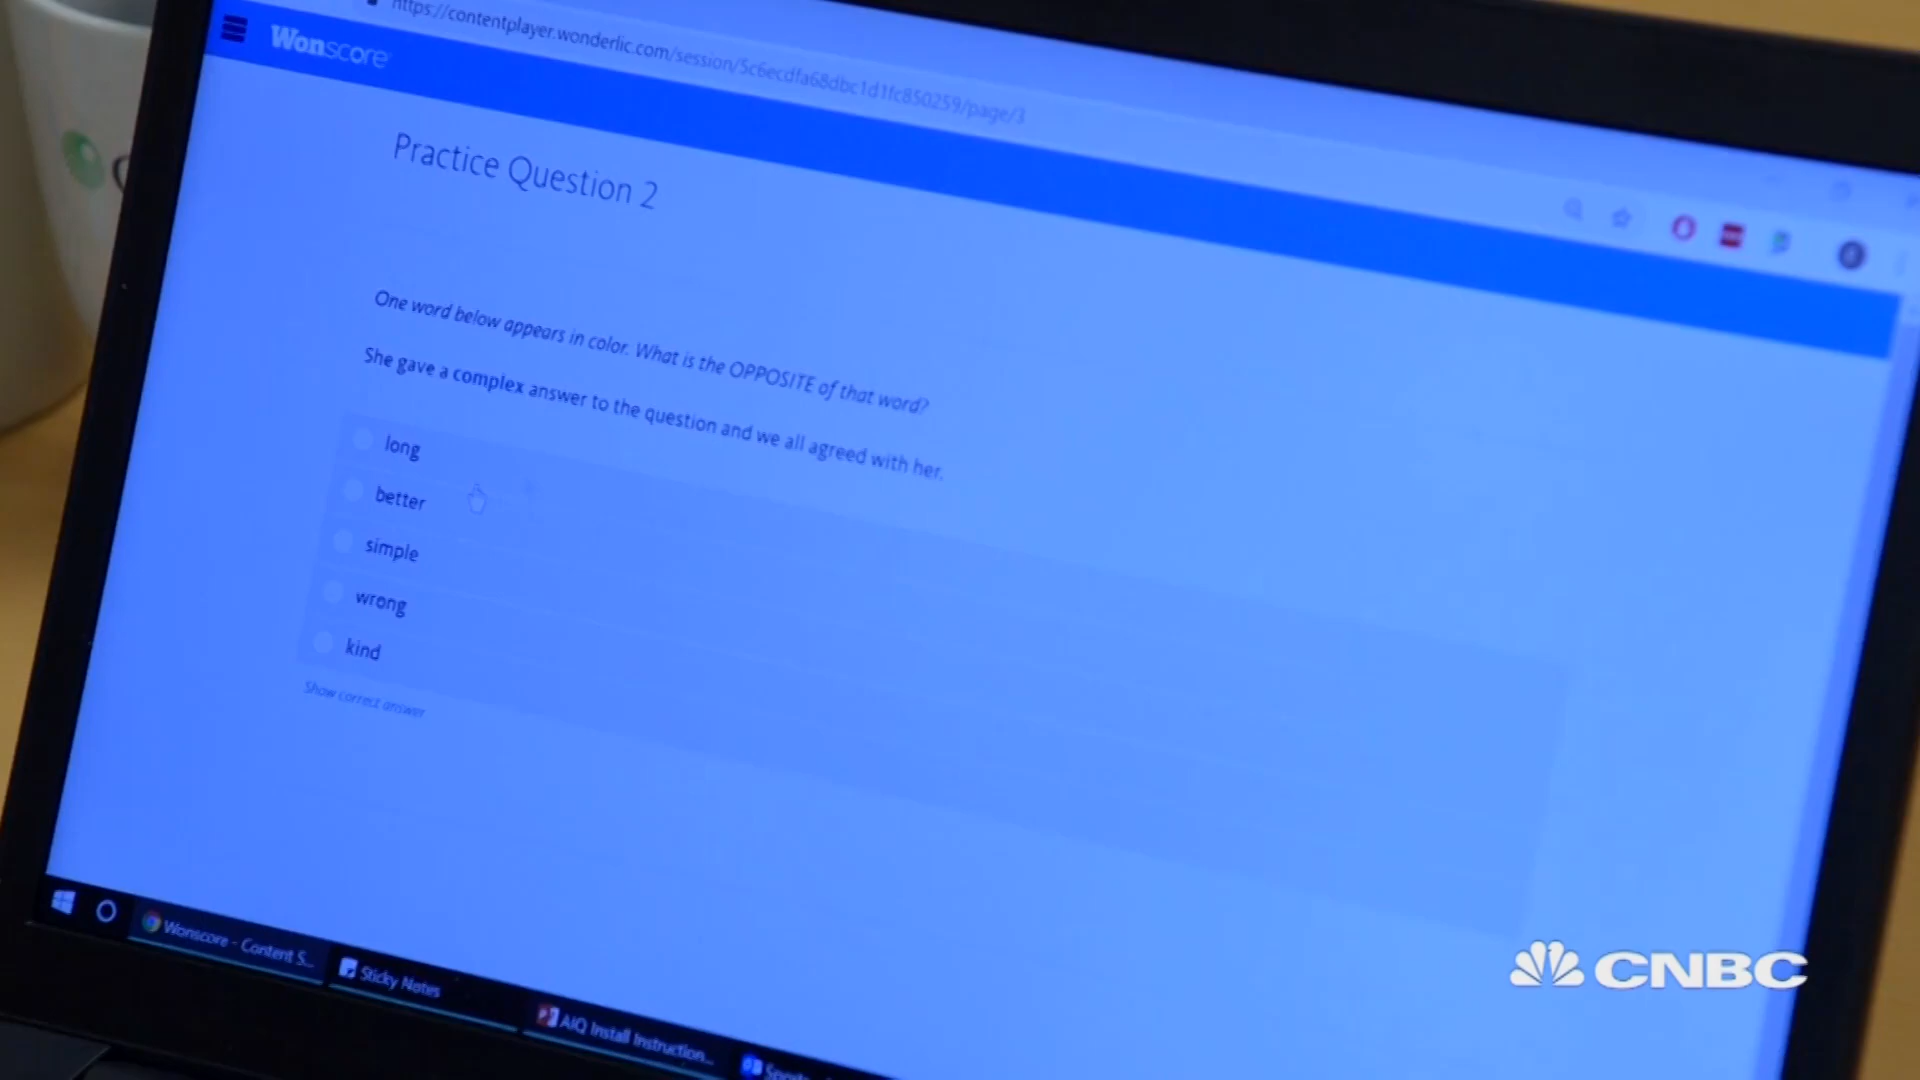 https://contentplayer.wonderlic.com/session/5c6ecdfa68dbc1d1fc850259/page/3
Wonscore
Practice Question 2
One word below appears in color. What is the OPPOSITE of that word?
She gave a complex answer to the question and we all agreed with her.
long
better
simple
wrong
kind
Show correct answer
Wonscore - Content S...
Sticky Notes
AIQ Install Instruction...
CNBC